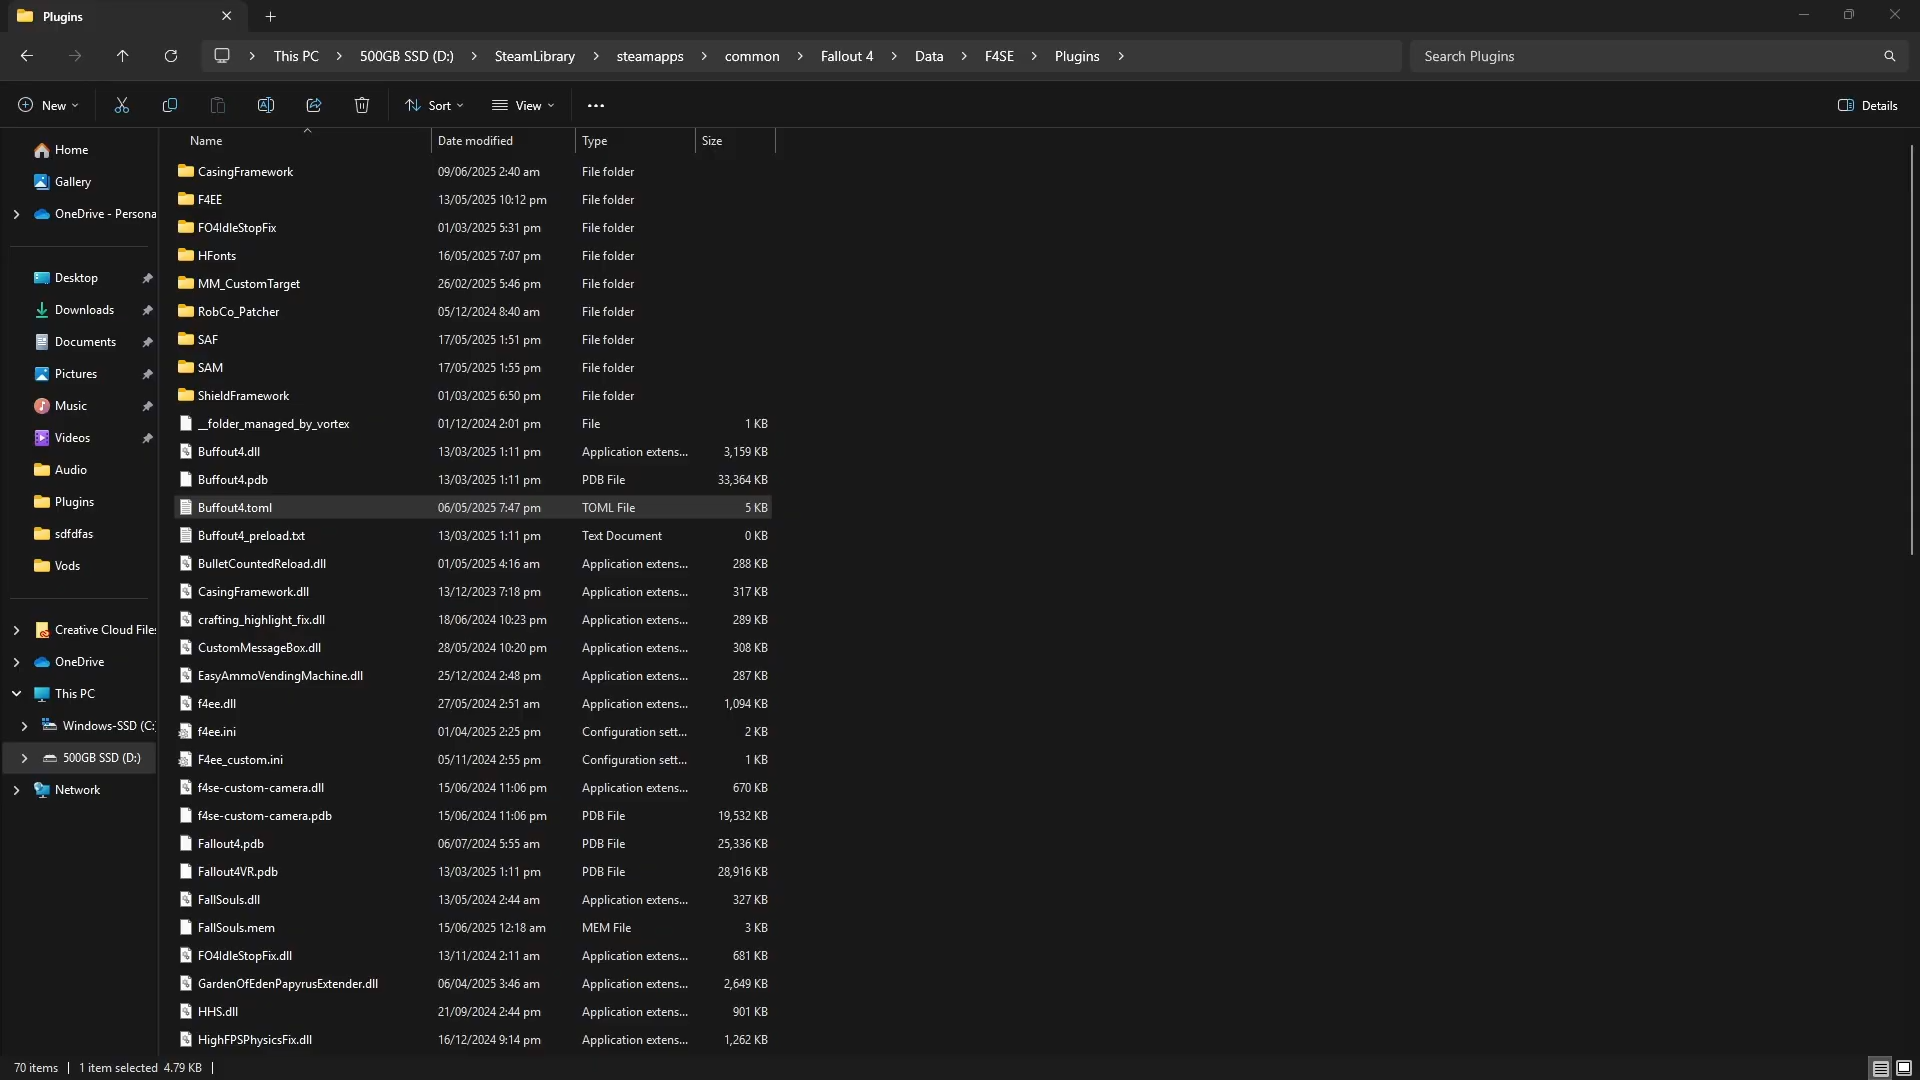 Plugins
This PC > 500GB SSD (D:) > SteamLibrary > steamapps > common > Fallout 4 > Data > F4SE > Plugins >
Search Plugins
New
Sort
View
Details
Home
Gallery
OneDrive - Persona
Desktop
Downloads
Documents
Pictures
Music
Videos
Audio
Plugins
sdfdfas
Vods
Creative Cloud Files
OneDrive
This PC
Windows-SSD (C:)
500GB SSD (D:)
Network
Name Date modified Type Size
CasingFramework 09/06/2025 2:40 am File folder
F4EE 13/05/2025 10:12 pm File folder
FO4IdleStopFix 01/03/2025 5:31 pm File folder
HFonts 16/05/2025 7:07 pm File folder
MM_CustomTarget 26/02/2025 5:46 pm File folder
RobCo_Patcher 05/12/2024 8:40 am File folder
SAF 17/05/2025 1:51 pm File folder
SAM 17/05/2025 1:55 pm File folder
ShieldFramework 01/03/2025 6:50 pm File folder
__folder_managed_by_vortex 01/12/2024 2:01 pm File 1 KB
Buffout4.dll 13/03/2025 1:11 pm Application extens... 3,159 KB
Buffout4.pdb 13/03/2025 1:11 pm PDB File 33,364 KB
Buffout4.toml 06/05/2025 7:47 pm TOML File 5 KB
Buffout4_preload.txt 13/03/2025 1:11 pm Text Document 0 KB
BulletCountedReload.dll 01/05/2025 4:16 am Application extens... 288 KB
CasingFramework.dll 13/12/2023 7:18 pm Application extens... 317 KB
crafting_highlight_fix.dll 18/06/2024 10:23 pm Application extens... 289 KB
CustomMessageBox.dll 28/05/2024 10:20 pm Application extens... 308 KB
EasyAmmoVendingMachine.dll 25/12/2024 2:48 pm Application extens... 287 KB
f4ee.dll 27/05/2024 2:51 am Application extens... 1,094 KB
f4ee.ini 01/04/2025 2:25 pm Configuration sett... 2 KB
F4ee_custom.ini 05/11/2024 2:55 pm Configuration sett... 1 KB
f4se-custom-camera.dll 15/06/2024 11:06 pm Application extens... 670 KB
f4se-custom-camera.pdb 15/06/2024 11:06 pm PDB File 19,532 KB
Fallout4.pdb 06/07/2024 5:55 am PDB File 25,336 KB
Fallout4VR.pdb 13/03/2025 1:11 pm PDB File 28,916 KB
FallSouls.dll 13/05/2024 2:44 am Application extens... 327 KB
FallSouls.mem 15/06/2025 12:18 am MEM File 3 KB
FO4IdleStopFix.dll 13/11/2024 2:11 am Application extens... 681 KB
GardenOfEdenPapyrusExtender.dll 06/04/2025 3:46 am Application extens... 2,649 KB
HHS.dll 21/09/2024 2:44 pm Application extens... 901 KB
HighFPSPhysicsFix.dll 16/12/2024 9:14 pm Application extens... 1,262 KB
70 items | 1 item selected 4.79 KB |